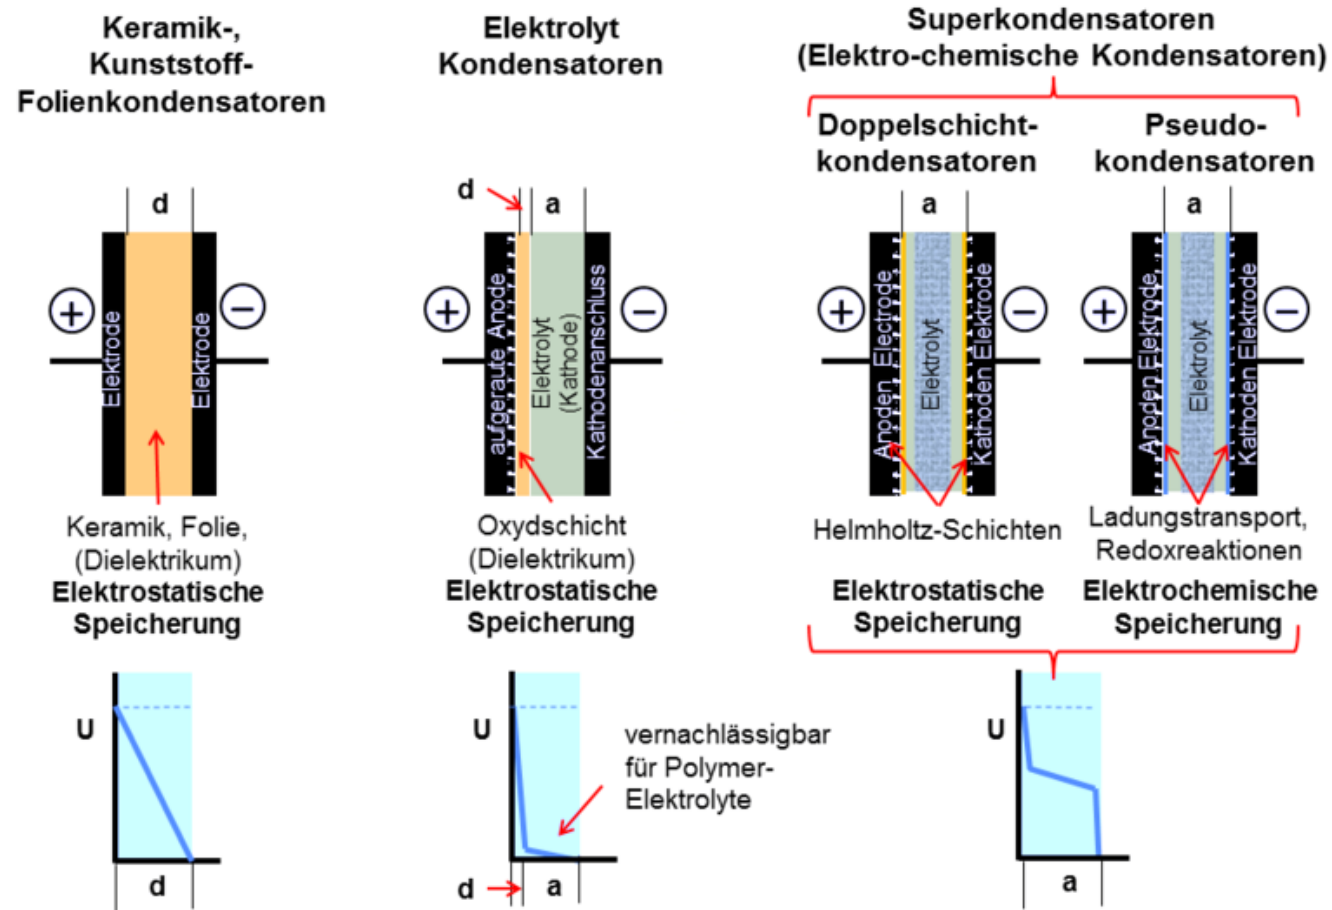 Keramik-,
Kunststoff-
Folienkondensatoren
d
+
−
Elektrode
Elektrode
Keramik, Folie,
(Dielektrikum)
Elektrostatische
Speicherung
U
d
Elektrolyt
Kondensatoren
d
a
+
−
aufgeraute Anode
Elektrolyt
(Kathode)
Kathodenanschluss
Oxydschicht
(Dielektrikum)
Elektrostatische
Speicherung
U
vernachlässigbar
für Polymer-
Elektrolyte
d
a
Superkondensatoren
(Elektro-chemische Kondensatoren)
Doppelschicht-
kondensatoren
a
+
−
Anoden Electrode
Elektrolyt
Kathoden Elektrode
Helmholtz-Schichten
Elektrostatische
Speicherung
Pseudo-
kondensatoren
a
+
−
Anoden Elektrode
Elektrolyt
Kathoden Elektrode
Ladungstransport,
Redoxreaktionen
Elektrochemische
Speicherung
U
a